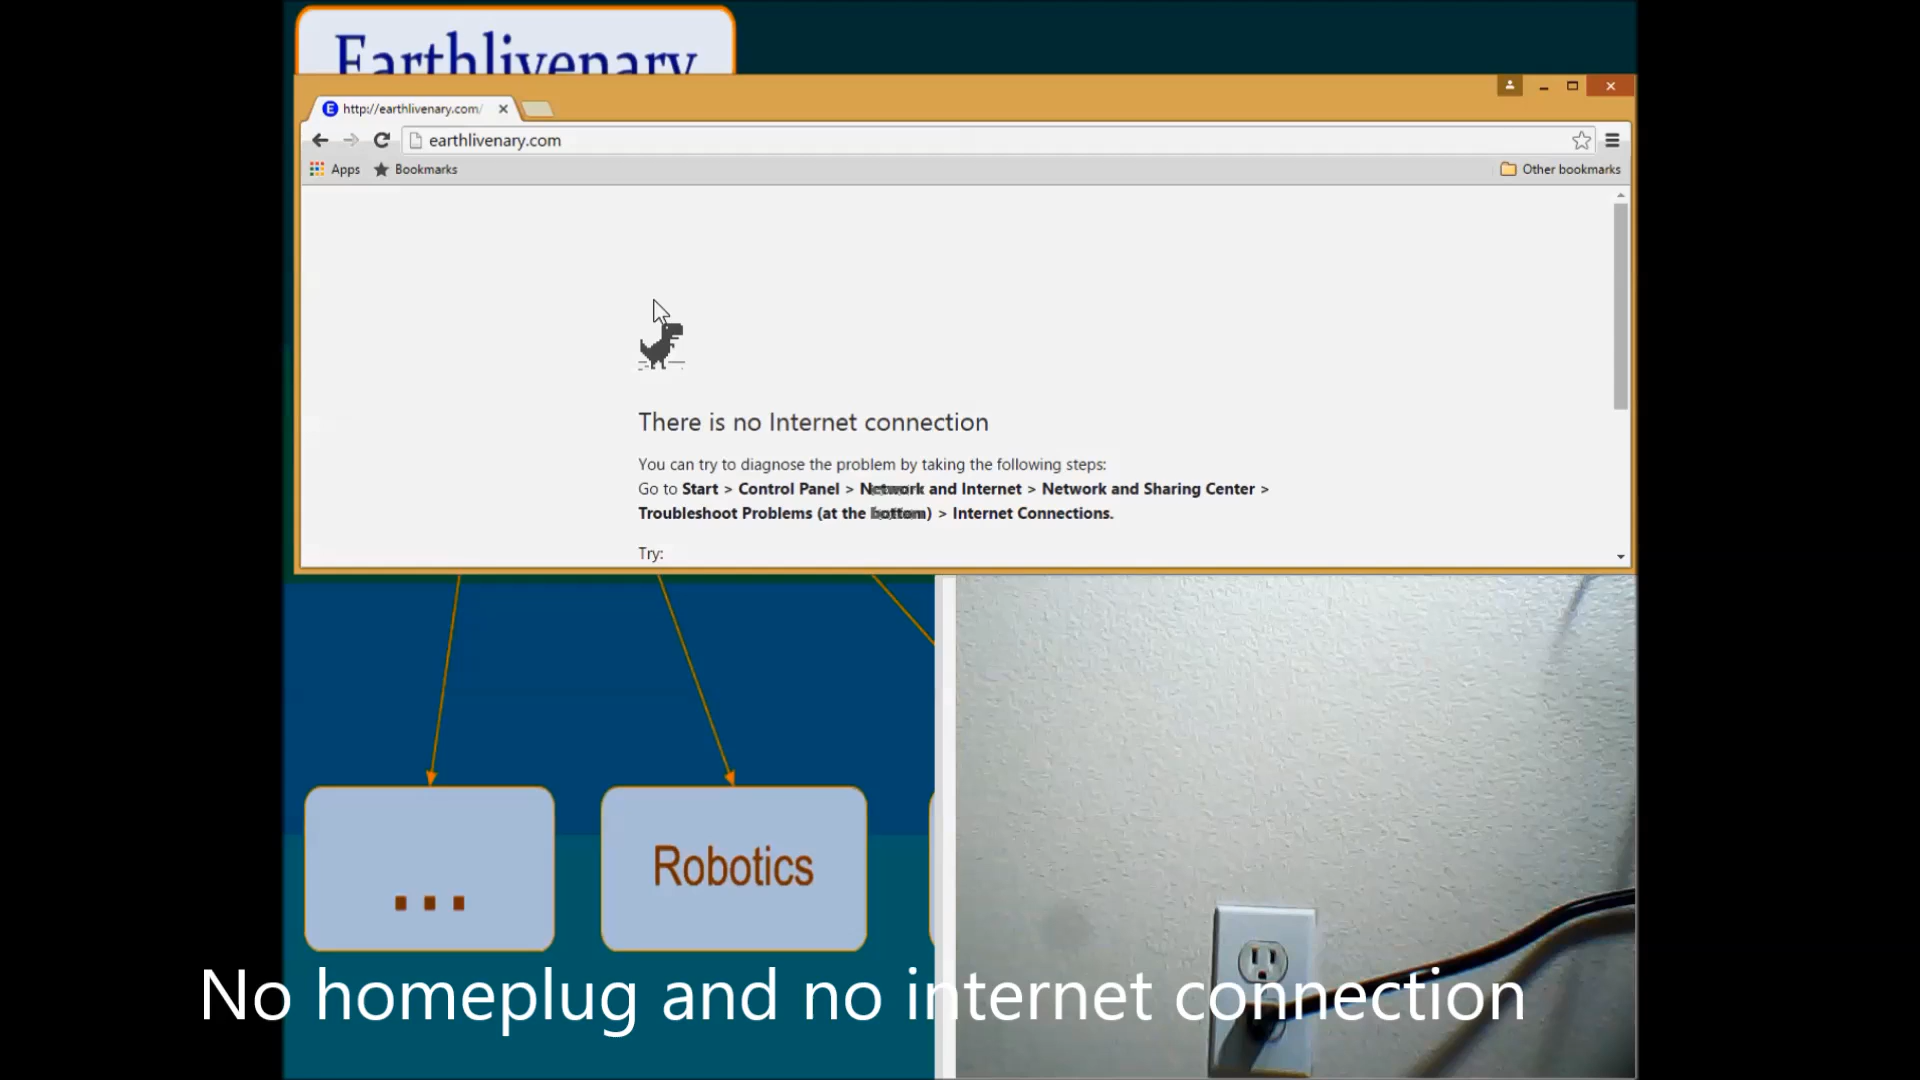 Earthlivenary
http://earthlivenary.com/
earthlivenary.com
Apps
Bookmarks
Other bookmarks
There is no Internet connection
You can try to diagnose the problem by taking the following steps:
Go to Start > Control Panel > Network and Internet > Network and Sharing Center >
Troubleshoot Problems (at the bottom) > Internet Connections.
Try:
...
Robotics
No homeplug and no internet connection